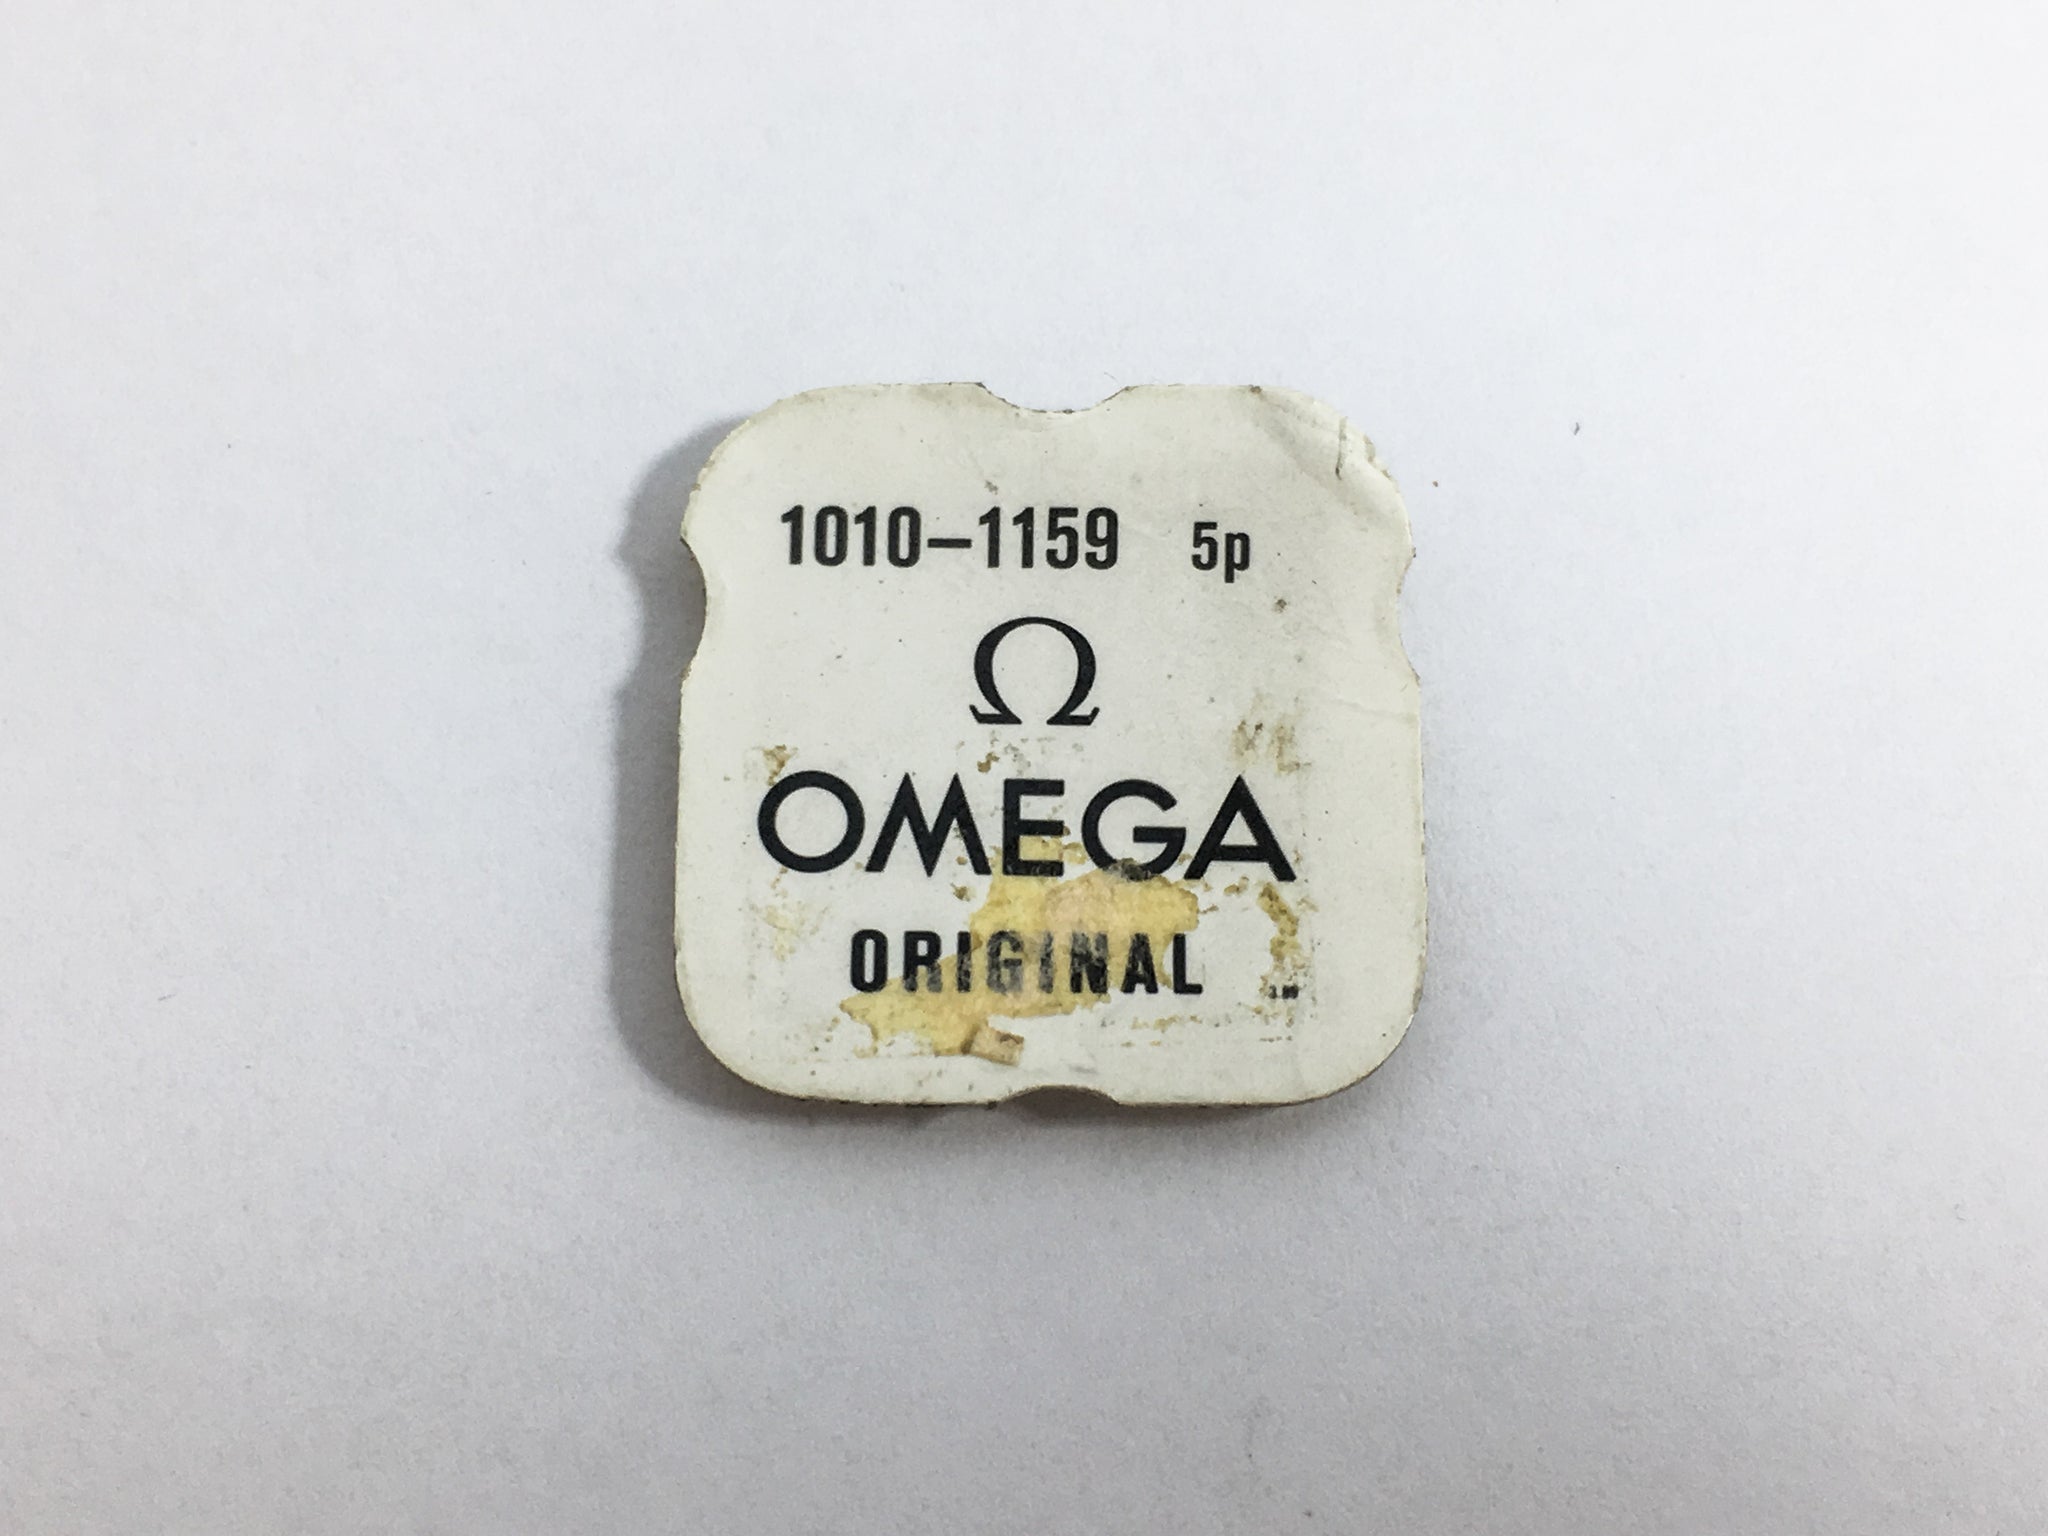 1010–1159 5p
Ω
OMEGA
ORIGINAL